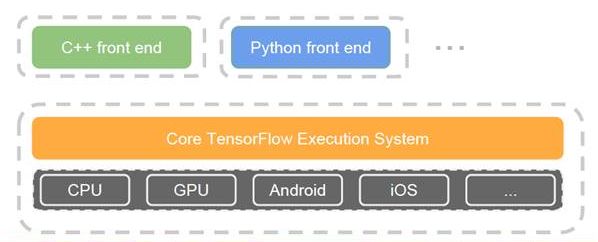 C++ front end
Python front end
...
Core TensorFlow Execution System
CPU
GPU
Android
iOS
...